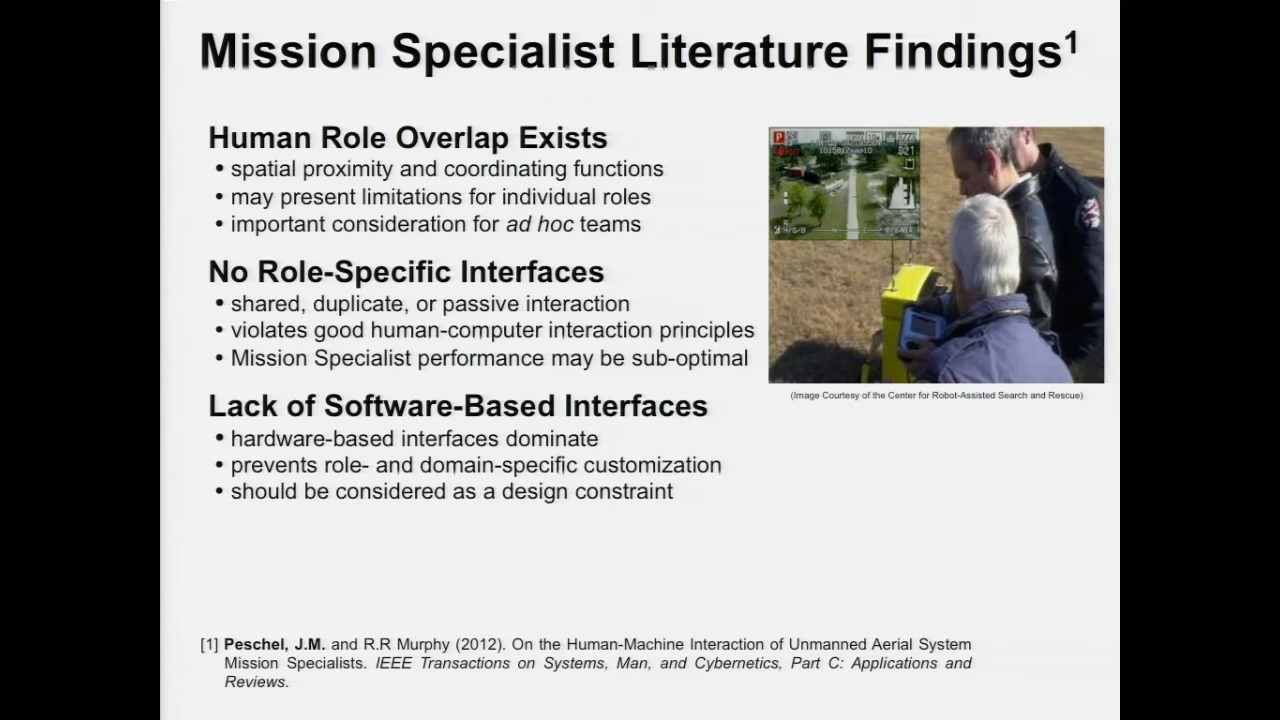 Mission Specialist Literature Findings¹
Human Role Overlap Exists
• spatial proximity and coordinating functions
• may present limitations for individual roles
• important consideration for ad hoc teams
No Role-Specific Interfaces
• shared, duplicate, or passive interaction
• violates good human-computer interaction principles
• Mission Specialist performance may be sub-optimal
Lack of Software-Based Interfaces
• hardware-based interfaces dominate
• prevents role- and domain-specific customization
• should be considered as a design constraint
P
H/G/B
(Image Courtesy of the Center for Robot-Assisted Search and Rescue)
[1] Peschel, J.M. and R.R Murphy (2012). On the Human-Machine Interaction of Unmanned Aerial System
Mission Specialists. IEEE Transactions on Systems, Man, and Cybernetics, Part C: Applications and
Reviews.